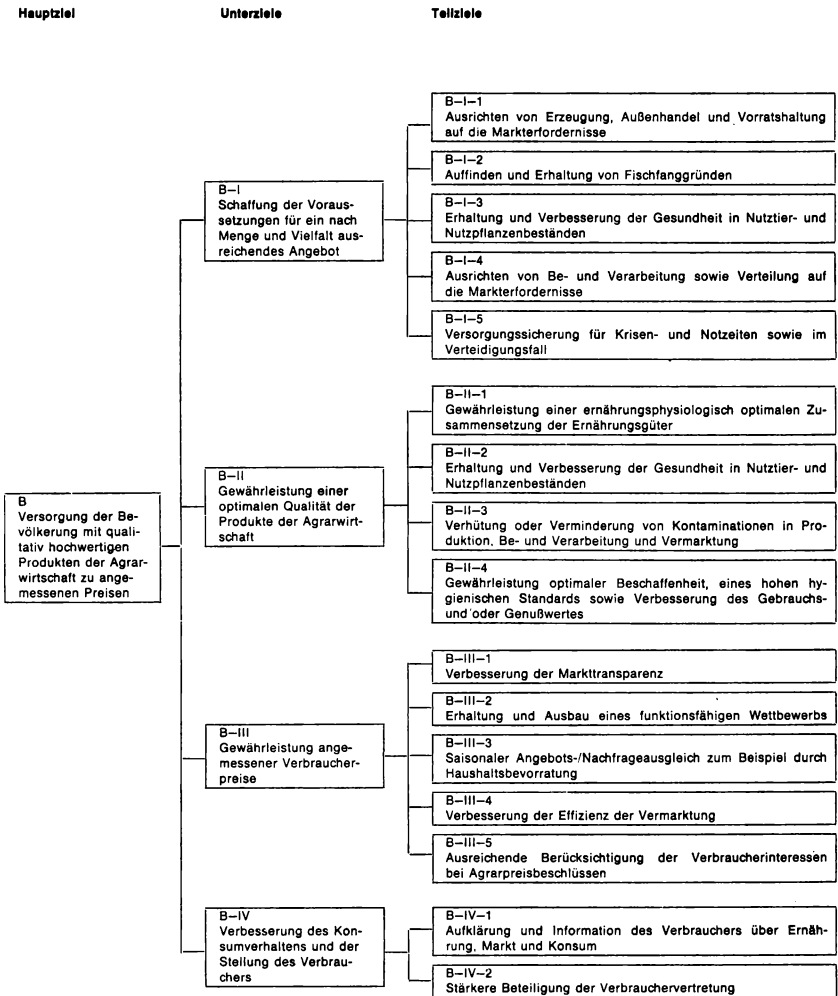 Hauptziel Unterziele Teilziele
B–I–1
Ausrichten von Erzeugung, Außenhandel und Vorratshaltung
auf die Markterfordernisse
B–I–2
Auffinden und Erhaltung von Fischfanggründen
B–I
Schaffung der Voraus-
setzungen für ein nach
Menge und Vielfalt aus-
reichendes Angebot
B–I–3
Erhaltung und Verbesserung der Gesundheit in Nutztier- und
Nutzpflanzenbeständen
B–I–4
Ausrichten von Be- und Verarbeitung sowie Verteilung auf
die Markterfordernisse
B–I–5
Versorgungssicherung für Krisen- und Notzeiten sowie im
Verteidigungsfall
B–II–1
Gewährleistung einer ernährungsphysiologisch optimalen Zu-
sammensetzung der Ernährungsgüter
B–II–2
Erhaltung und Verbesserung der Gesundheit in Nutztier- und
Nutzpflanzenbeständen
B–II
Gewährleistung einer
optimalen Qualität der
Produkte der Agrarwirt-
schaft
B
Versorgung der Be-
völkerung mit quali-
tativ hochwertigen
Produkten der Agrar-
wirtschaft zu ange-
messenen Preisen
B–II–3
Verhütung oder Verminderung von Kontaminationen in Pro-
duktion, Be- und Verarbeitung und Vermarktung
B–II–4
Gewährleistung optimaler Beschaffenheit, eines hohen hy-
gienischen Standards sowie Verbesserung des Gebrauchs-
und oder Genußwertes
B–III–1
Verbesserung der Markttransparenz
B–III–2
Erhaltung und Ausbau eines funktionsfähigen Wettbewerbs
B–III
Gewährleistung ange-
messener Verbraucher-
preise
B–III–3
Saisonaler Angebots-/Nachfrageausgleich zum Beispiel durch
Haushaltsbevorratung
B–III–4
Verbesserung der Effizienz der Vermarktung
B–III–5
Ausreichende Berücksichtigung der Verbraucherinteressen
bei Agrarpreisbeschlüssen
B–IV
Verbesserung des Kon-
sumverhaltens und der
Stellung des Verbrau-
chers
B–IV–1
Aufklärung und Information des Verbrauchers über Ernäh-
rung, Markt und Konsum
B–IV–2
Stärkere Beteiligung der Verbrauchervertretung